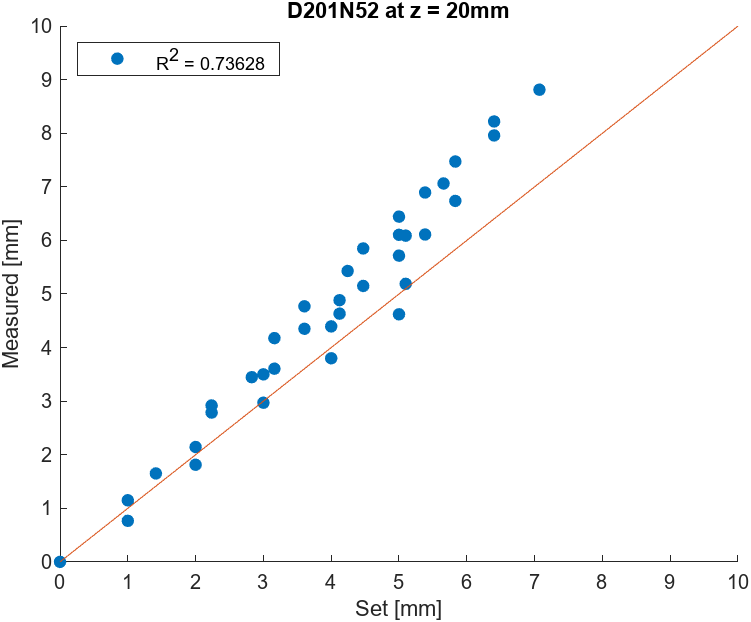 D201N52 at z = 20mm
R² = 0.73628
10
9
8
7
6
5
4
3
2
1
0
Measured [mm]
0 1 2 3 4 5 6 7 8 9 10
Set [mm]